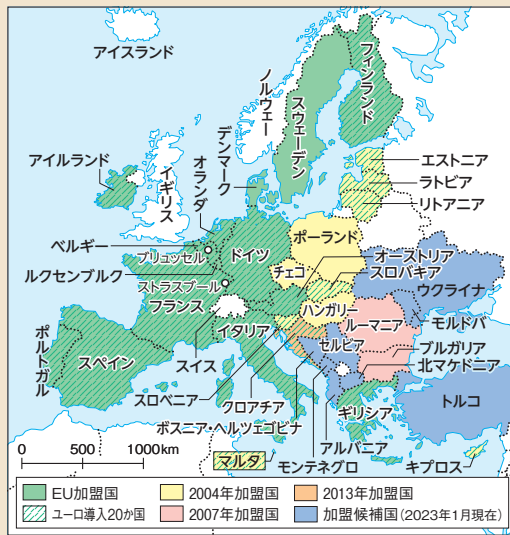 アイスランド
ノルウェー
スウェーデン
フィンランド
デンマーク
オランダ
アイルランド
イギリス
エストニア
ラトビア
リトアニア
ベルギー
ブリュッセル
ドイツ
ポーランド
チェコ
オーストリア
スロバキア
ルクセンブルク
ストラスブール
フランス
ウクライナ
ハンガリー
ルーマニア
モルドバ
イタリア
セルビア
ブルガリア
北マケドニア
ポルトガル
スペイン
スイス
スロベニア
クロアチア
ボスニア・ヘルツェゴビナ
ギリシア
トルコ
アルバニア
モンテネグロ
マルタ
キプロス
0 500 1000km
EU加盟国
2004年加盟国
2013年加盟国
ユーロ導入20か国
2007年加盟国
加盟候補国(2023年1月現在)